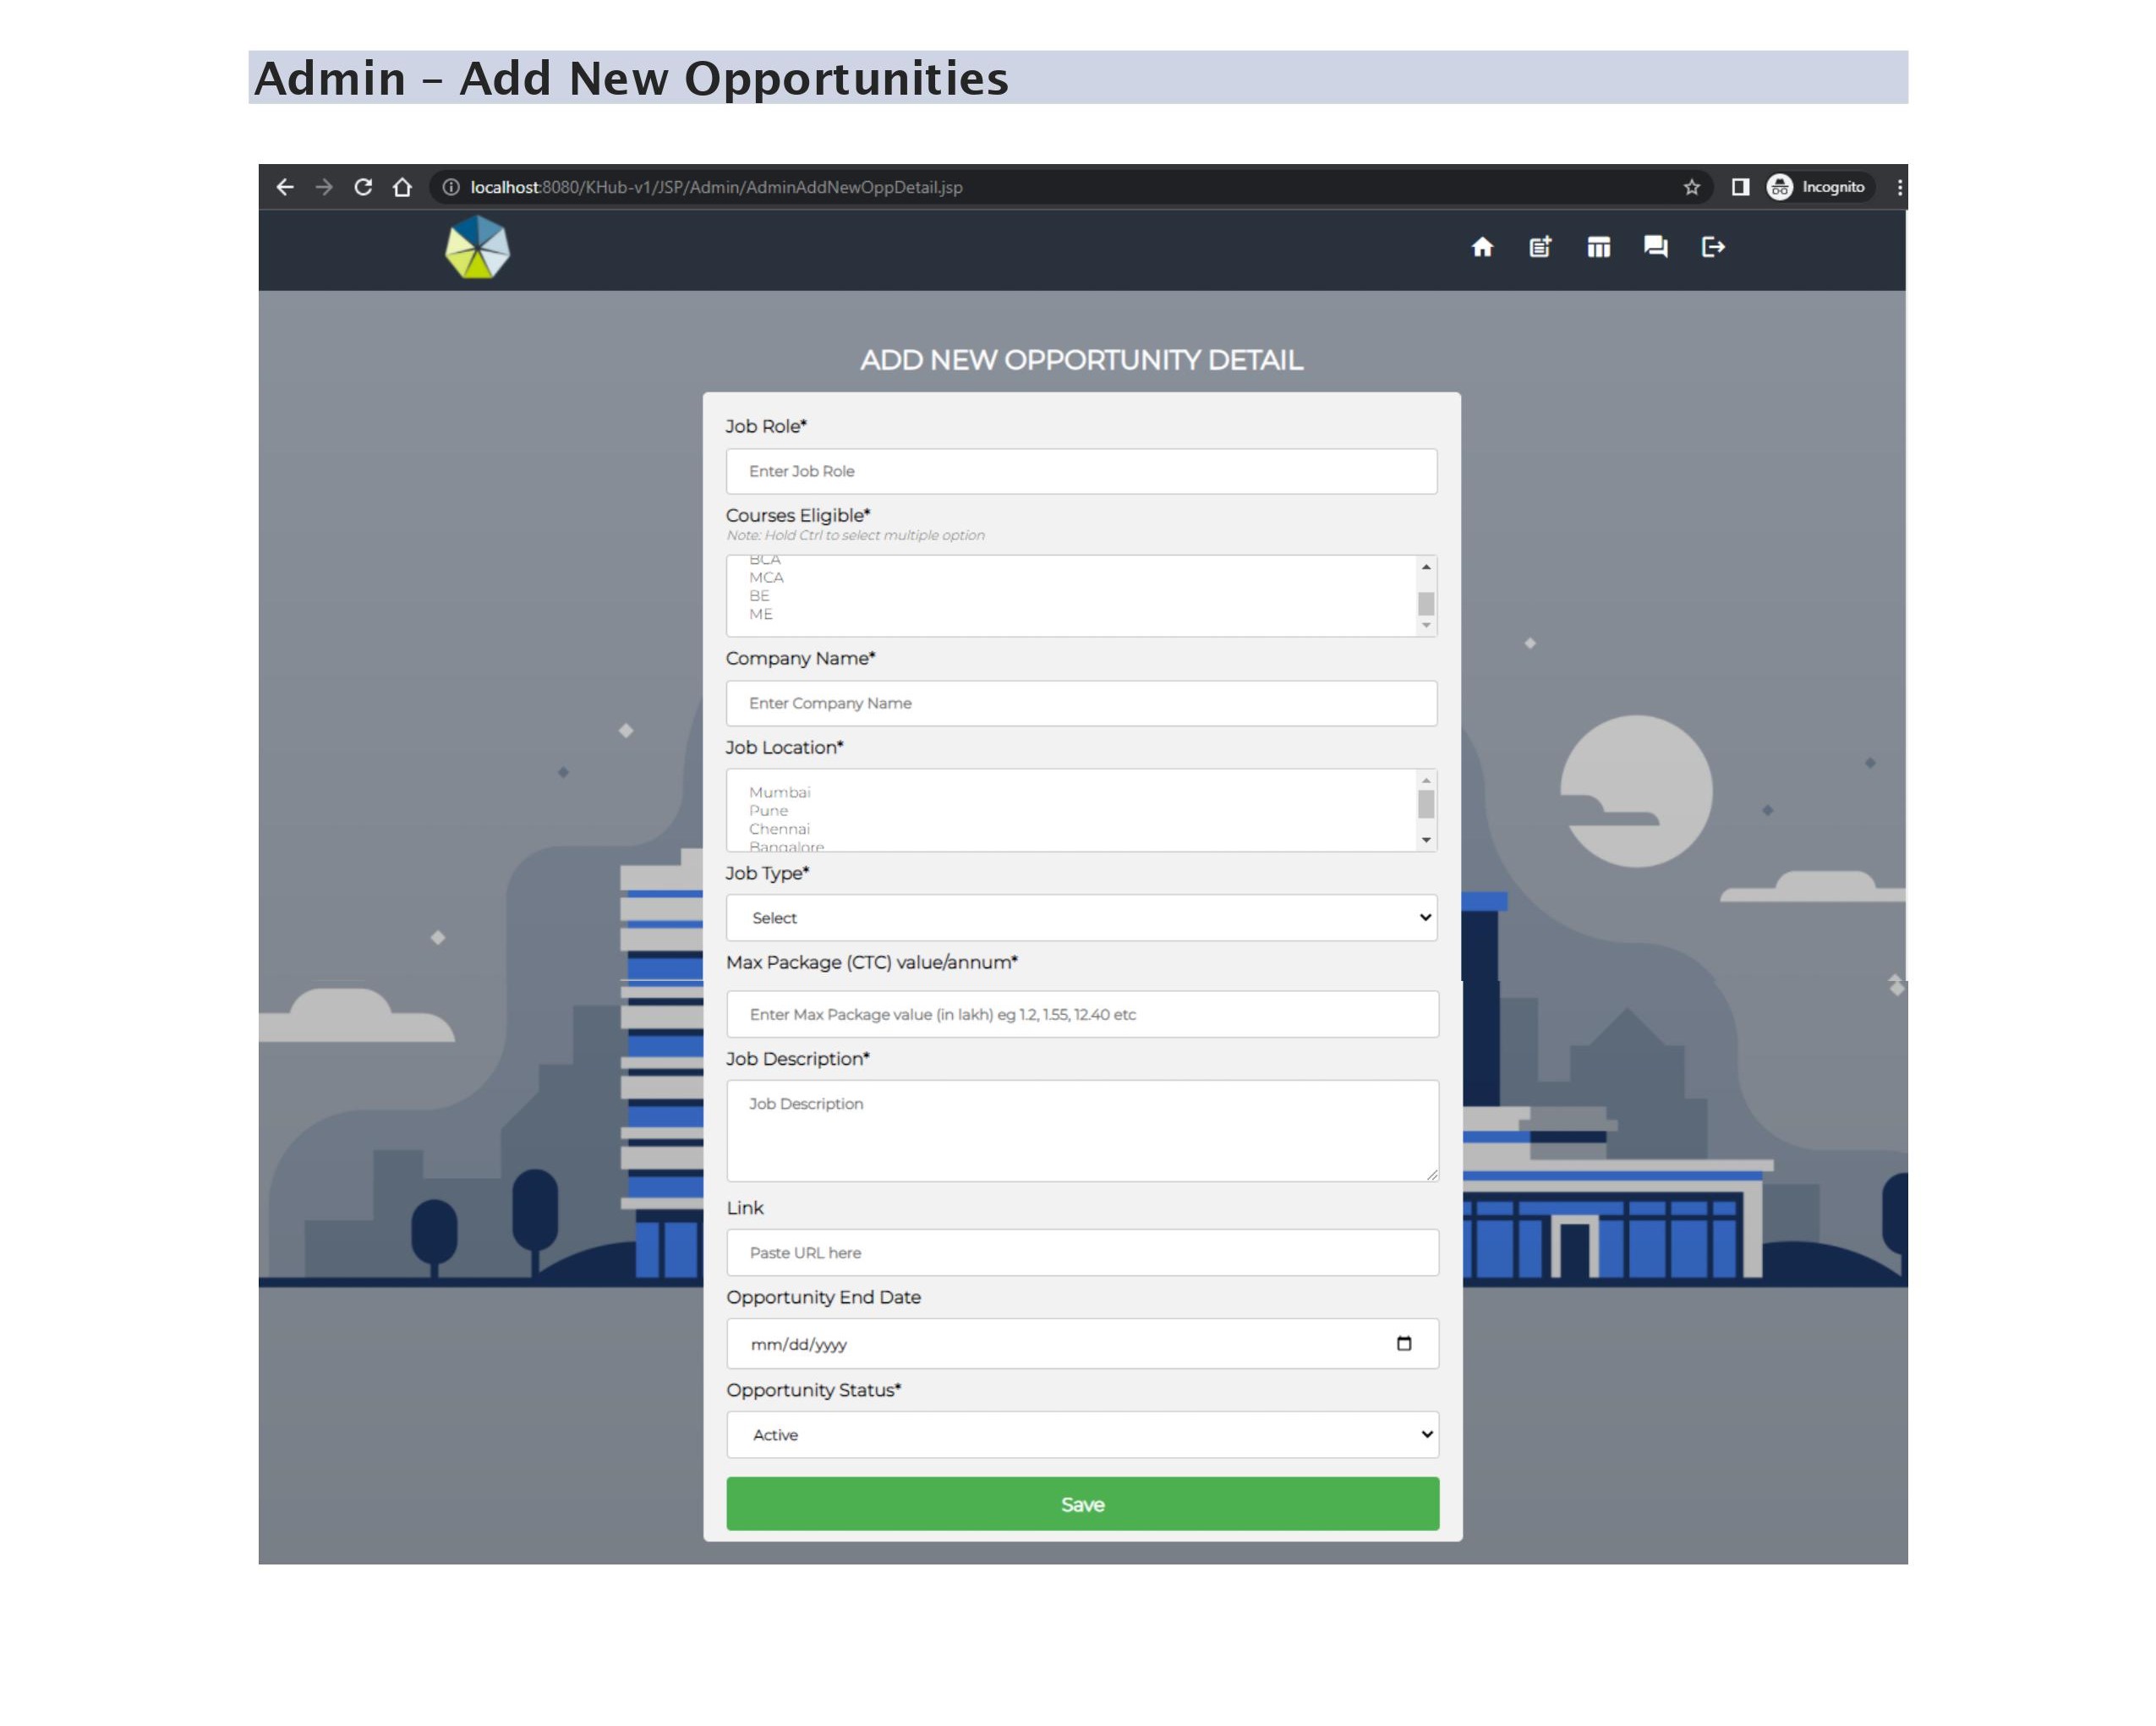 Admin – Add New Opportunities
localhost:8080/KHub-v1/JSP/Admin/AdminAddNewOppDetail.jsp
Incognito
ADD NEW OPPORTUNITY DETAIL
Job Role*
Enter Job Role
Courses Eligible*
Note: Hold Ctrl to select multiple option
BCA
MCA
BE
ME
Company Name*
Enter Company Name
Job Location*
Mumbai
Pune
Chennai
Bangalore
Job Type*
Select
Max Package (CTC) value/annum*
Enter Max Package value (in lakh) eg 1.2, 1.55, 12.40 etc
Job Description*
Job Description
Link
Paste URL here
Opportunity End Date
mm/dd/yyyy
Opportunity Status*
Active
Save